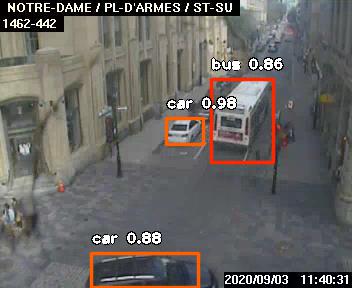 NOTRE-DAME / PL-D'ARMES / ST-SU
1462-442
bus 0.86
car 0.98
car 0.88
2020/09/03 11:40:31